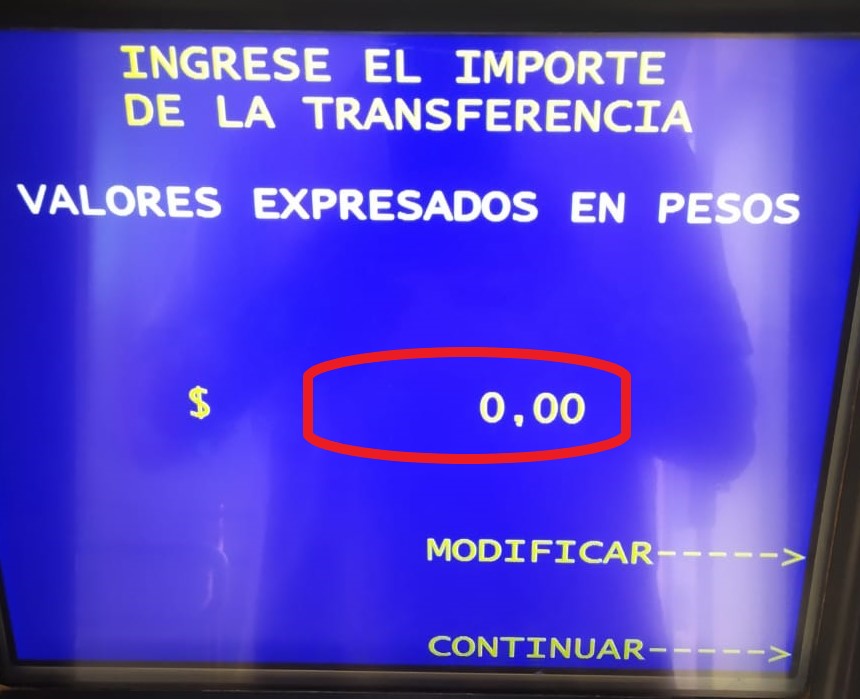 INGRESE EL IMPORTE
DE LA TRANSFERENCIA
VALORES EXPRESADOS EN PESOS
$ 0,00
MODIFICAR----->
CONTINUAR----->